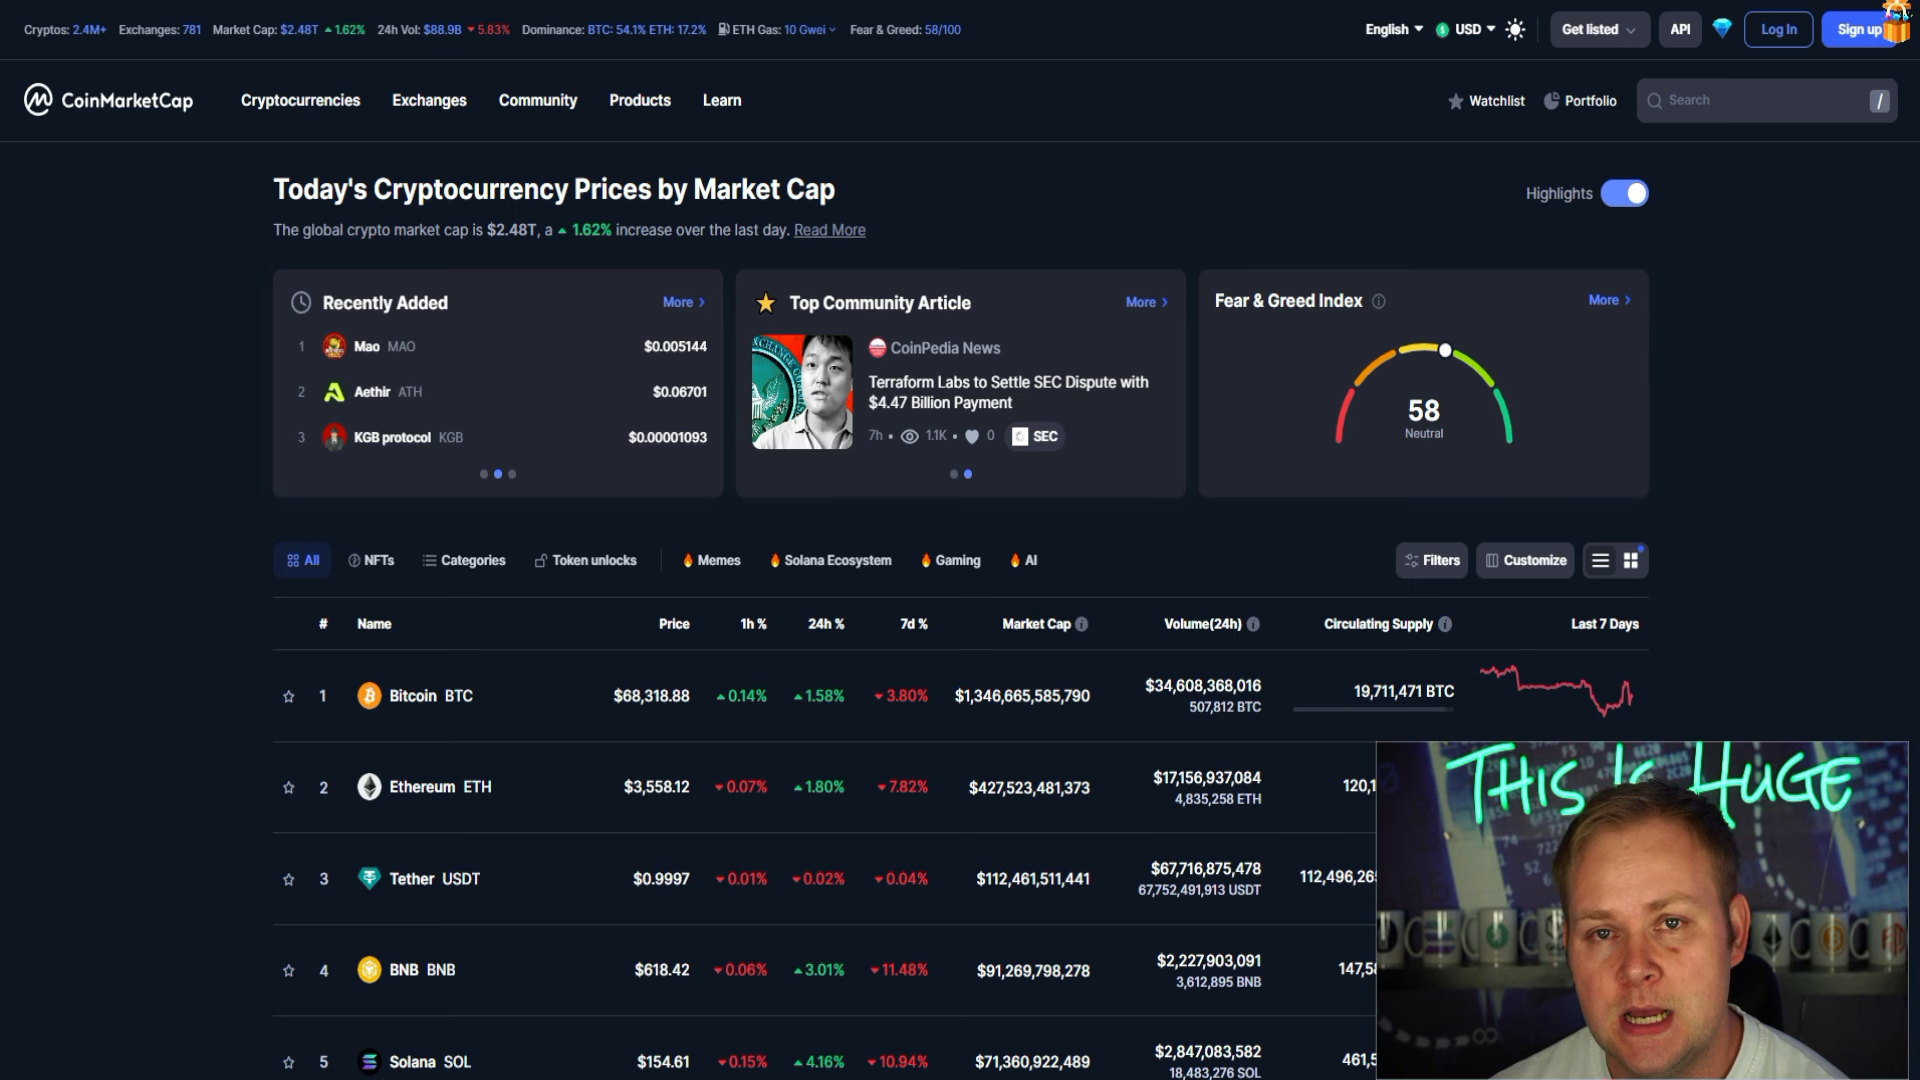 Cryptos: 2.4M+ Exchanges: 781 Market Cap: $2.48T 1.62% 24h Vol: $88.9B 5.83% Dominance: BTC: 54.1% ETH: 17.2% ETH Gas: 10 Gwei Fear & Greed: 58/100
English USD Get listed API Log In Sign up
CoinMarketCap Cryptocurrencies Exchanges Community Products Learn Watchlist Portfolio Search /
Today's Cryptocurrency Prices by Market Cap
Highlights
The global crypto market cap is $2.48T, a 1.62% increase over the last day. Read More
Recently Added More
1 Mao MAO $0.005144
2 Aethir ATH $0.06701
3 KGB protocol KGB $0.00001093
Top Community Article More
CoinPedia News
Terraform Labs to Settle SEC Dispute with
$4.47 Billion Payment
7h • 1.1K • 0 SEC
Fear & Greed Index More
58
Neutral
All NFTs Categories Token unlocks Memes Solana Ecosystem Gaming AI Filters Customize
# Name Price 1h % 24h % 7d % Market Cap Volume(24h) Circulating Supply Last 7 Days
1 Bitcoin BTC $68,318.88 0.14% 1.58% 3.80% $1,346,665,585,790 $34,608,368,016 19,711,471 BTC
507,812 BTC
2 Ethereum ETH $3,558.12 0.07% 1.80% 7.82% $427,523,481,373 $17,156,937,084 120,1
4,835,258 ETH
3 Tether USDT $0.9997 0.01% 0.02% 0.04% $112,461,511,441 $67,716,875,478 112,496,26
67,752,491,913 USDT
4 BNB BNB $618.42 0.06% 3.01% 11.48% $91,269,798,278 $2,227,903,091 147,5
3,612,895 BNB
5 Solana SOL $154.61 0.15% 4.16% 10.94% $71,360,922,489 $2,847,083,582 461,5
18,483,276 SOL
THIS IS HUGE